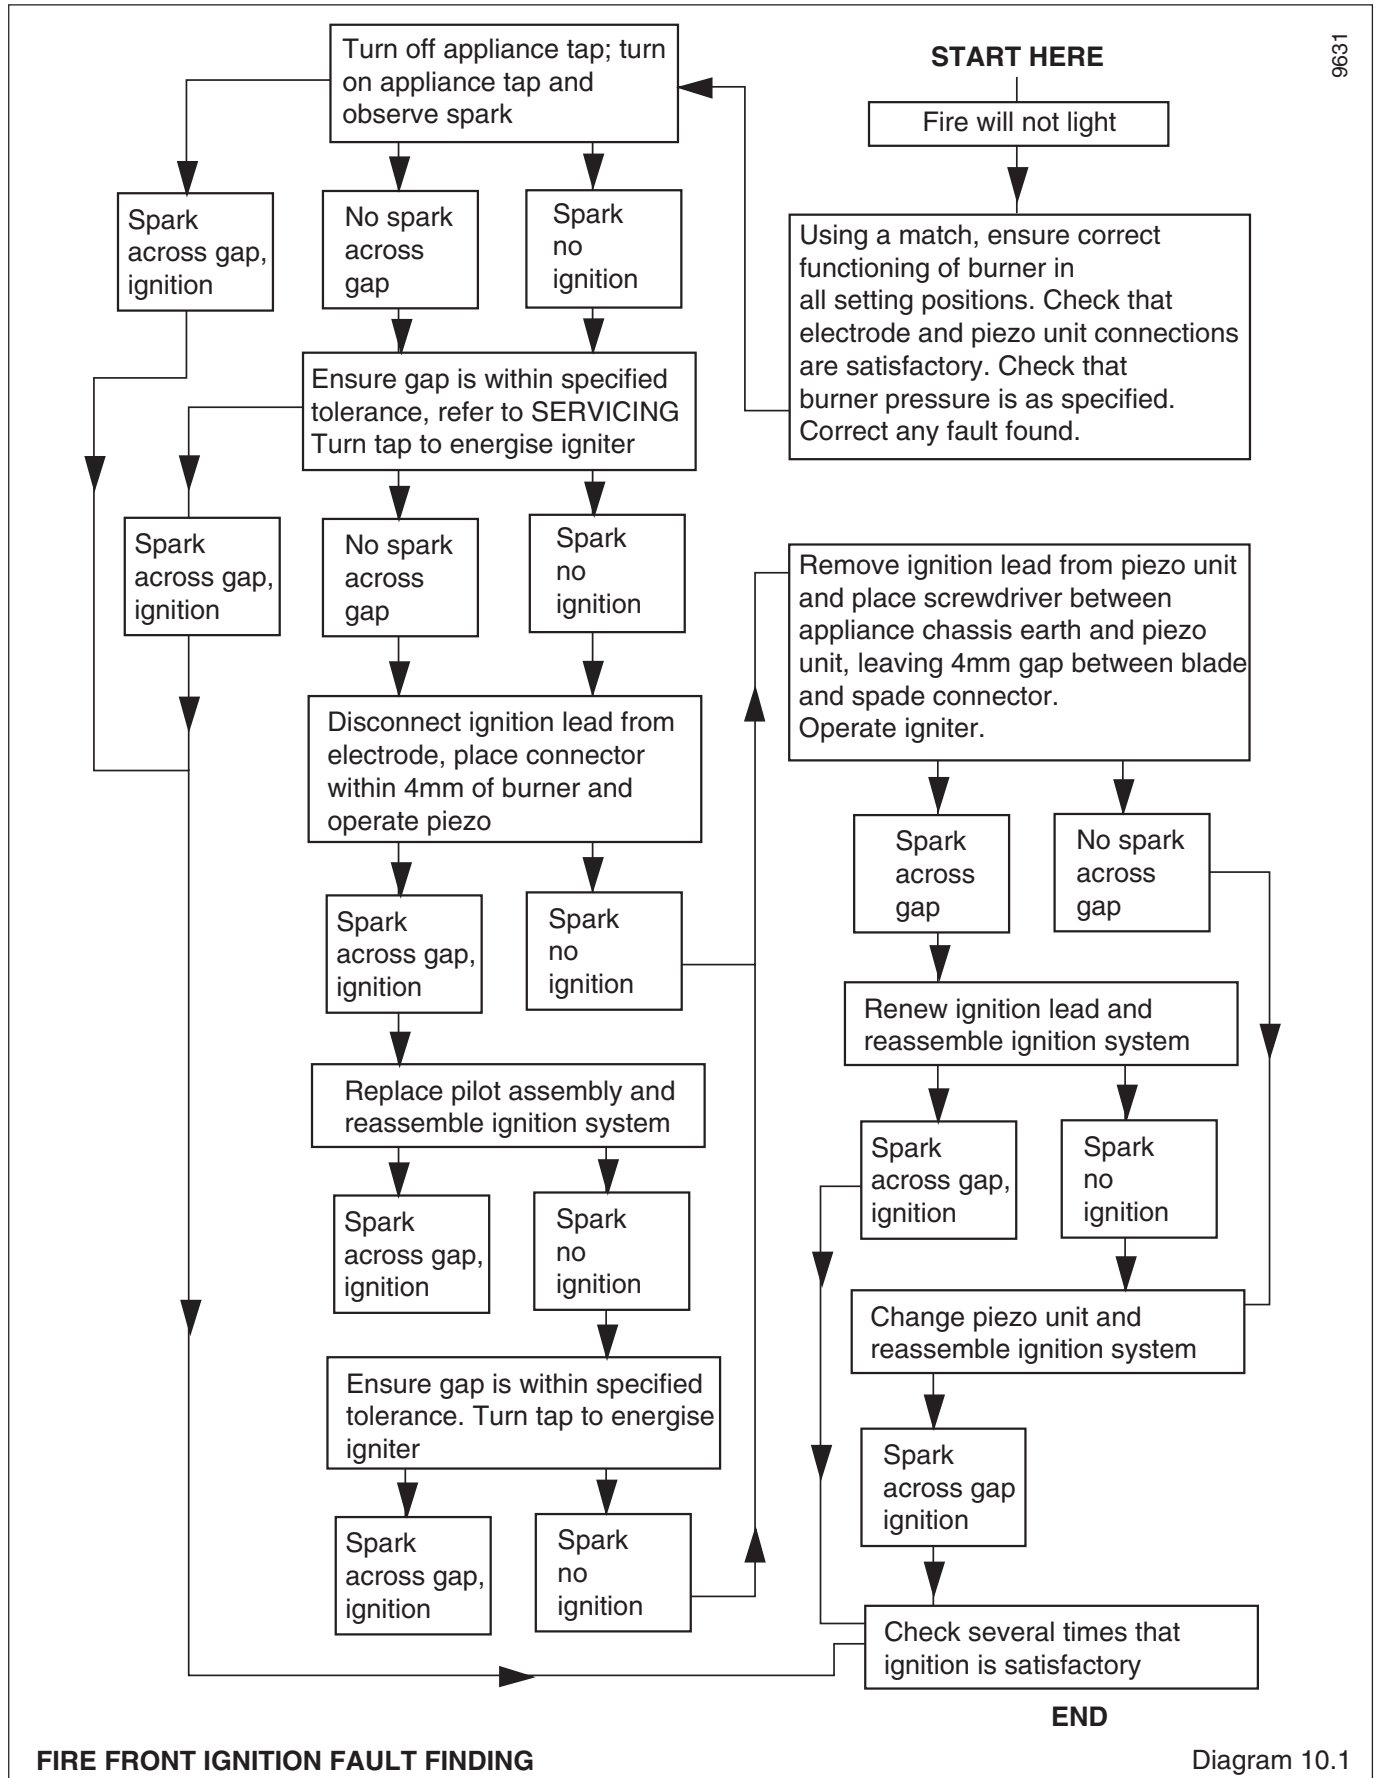 START HERE
9631
Fire will not light
Using a match, ensure correct
functioning of burner in
all setting positions. Check that
electrode and piezo unit connections
are satisfactory. Check that
burner pressure is as specified.
Correct any fault found.
Turn off appliance tap; turn
on appliance tap and
observe spark
Spark
across gap,
ignition
No spark
across
gap
Spark
no
ignition
Ensure gap is within specified
tolerance, refer to SERVICING
Turn tap to energise igniter
Spark
across gap,
ignition
No spark
across
gap
Spark
no
ignition
Disconnect ignition lead from
electrode, place connector
within 4mm of burner and
operate piezo
Spark
across gap,
ignition
Spark
no
ignition
Replace pilot assembly and
reassemble ignition system
Spark
across gap,
ignition
Spark
no
ignition
Ensure gap is within specified
tolerance. Turn tap to energise
igniter
Spark
across gap,
ignition
Spark
no
ignition
Remove ignition lead from piezo unit
and place screwdriver between
appliance chassis earth and piezo
unit, leaving 4mm gap between blade
and spade connector.
Operate igniter.
Spark
across
gap
No spark
across
gap
Renew ignition lead and
reassemble ignition system
Spark
across gap,
ignition
Spark
no
ignition
Change piezo unit and
reassemble ignition system
Spark
across gap
ignition
Check several times that
ignition is satisfactory
END
FIRE FRONT IGNITION FAULT FINDING
Diagram 10.1